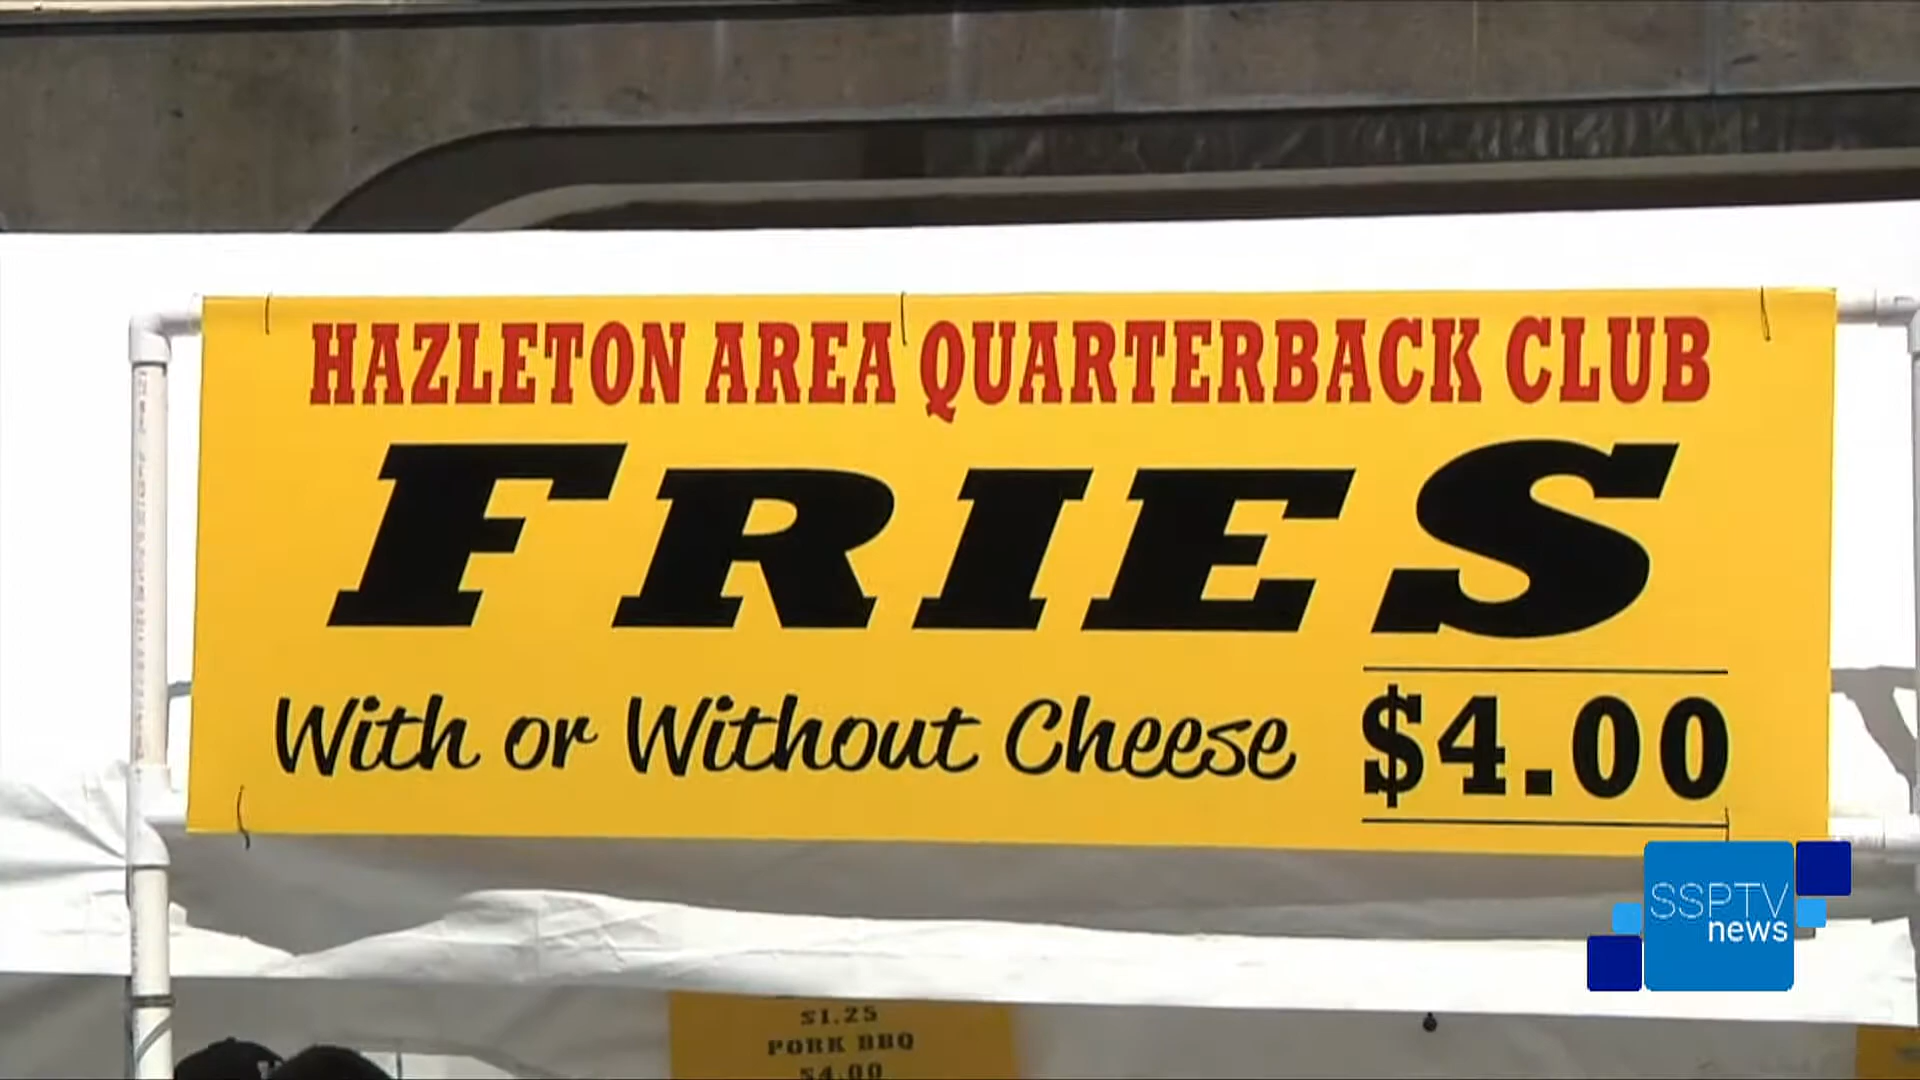 HAZLETON AREA QUARTERBACK CLUB
FRIES
With or Without Cheese $4.00
SSPTV
news
$1.25
PORK BBQ
$4.00